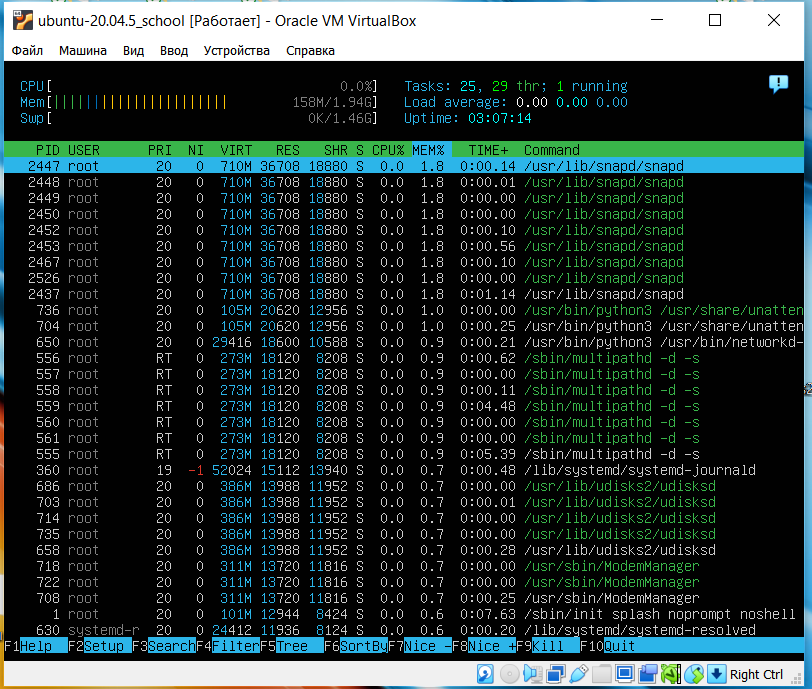 ubuntu-20.04.5_school [Работает] - Oracle VM VirtualBox
Файл Машина Вид Ввод Устройства Справка
CPU[ 0.0%] Tasks: 25, 29 thr; 1 running
Mem[||||||||||||||||||||||| 158M/1.94G] Load average: 0.00 0.00 0.00
Swp[ 0K/1.46G] Uptime: 03:07:14
PID USER PRI NI VIRT RES SHR S CPU% MEM% TIME+ Command
2447 root 20 0 710M 36708 18880 S 0.0 1.8 0:00.14 /usr/lib/snapd/snapd
2448 root 20 0 710M 36708 18880 S 0.0 1.8 0:00.01 /usr/lib/snapd/snapd
2449 root 20 0 710M 36708 18880 S 0.0 1.8 0:00.00 /usr/lib/snapd/snapd
2450 root 20 0 710M 36708 18880 S 0.0 1.8 0:00.00 /usr/lib/snapd/snapd
2452 root 20 0 710M 36708 18880 S 0.0 1.8 0:00.10 /usr/lib/snapd/snapd
2453 root 20 0 710M 36708 18880 S 0.0 1.8 0:00.56 /usr/lib/snapd/snapd
2467 root 20 0 710M 36708 18880 S 0.0 1.8 0:00.10 /usr/lib/snapd/snapd
2526 root 20 0 710M 36708 18880 S 0.0 1.8 0:00.00 /usr/lib/snapd/snapd
2437 root 20 0 710M 36708 18880 S 0.0 1.8 0:01.14 /usr/lib/snapd/snapd
736 root 20 0 105M 20620 12956 S 0.0 1.0 0:00.00 /usr/bin/python3 /usr/share/unatten
704 root 20 0 105M 20620 12956 S 0.0 1.0 0:00.25 /usr/bin/python3 /usr/share/unatten
650 root 20 0 29416 18600 10588 S 0.0 0.9 0:00.21 /usr/bin/python3 /usr/bin/networkd-
556 root RT 0 273M 18120 8208 S 0.0 0.9 0:00.62 /sbin/multipathd -d -s
557 root RT 0 273M 18120 8208 S 0.0 0.9 0:00.00 /sbin/multipathd -d -s
558 root RT 0 273M 18120 8208 S 0.0 0.9 0:00.11 /sbin/multipathd -d -s
559 root RT 0 273M 18120 8208 S 0.0 0.9 0:04.48 /sbin/multipathd -d -s
560 root RT 0 273M 18120 8208 S 0.0 0.9 0:00.00 /sbin/multipathd -d -s
561 root RT 0 273M 18120 8208 S 0.0 0.9 0:00.00 /sbin/multipathd -d -s
555 root RT 0 273M 18120 8208 S 0.0 0.9 0:05.39 /sbin/multipathd -d -s
360 root 19 -1 52024 15112 13940 S 0.0 0.7 0:00.48 /lib/systemd/systemd-journald
686 root 20 0 386M 13988 11952 S 0.0 0.7 0:00.00 /usr/lib/udisks2/udisksd
703 root 20 0 386M 13988 11952 S 0.0 0.7 0:00.01 /usr/lib/udisks2/udisksd
714 root 20 0 386M 13988 11952 S 0.0 0.7 0:00.00 /usr/lib/udisks2/udisksd
735 root 20 0 386M 13988 11952 S 0.0 0.7 0:00.00 /usr/lib/udisks2/udisksd
658 root 20 0 386M 13988 11952 S 0.0 0.7 0:00.28 /usr/lib/udisks2/udisksd
718 root 20 0 311M 13720 11816 S 0.0 0.7 0:00.00 /usr/sbin/ModemManager
722 root 20 0 311M 13720 11816 S 0.0 0.7 0:00.00 /usr/sbin/ModemManager
708 root 20 0 311M 13720 11816 S 0.0 0.7 0:00.25 /usr/sbin/ModemManager
1 root 20 0 101M 12944 8424 S 0.0 0.6 0:07.63 /sbin/init splash noprompt noshell
630 systemd-r 20 0 24412 11936 8124 S 0.0 0.6 0:00.20 /lib/systemd/systemd-resolved
F1Help F2Setup F3SearchF4FilterF5Tree F6SortByF7Nice -F8Nice +F9Kill F10Quit
Right Ctrl